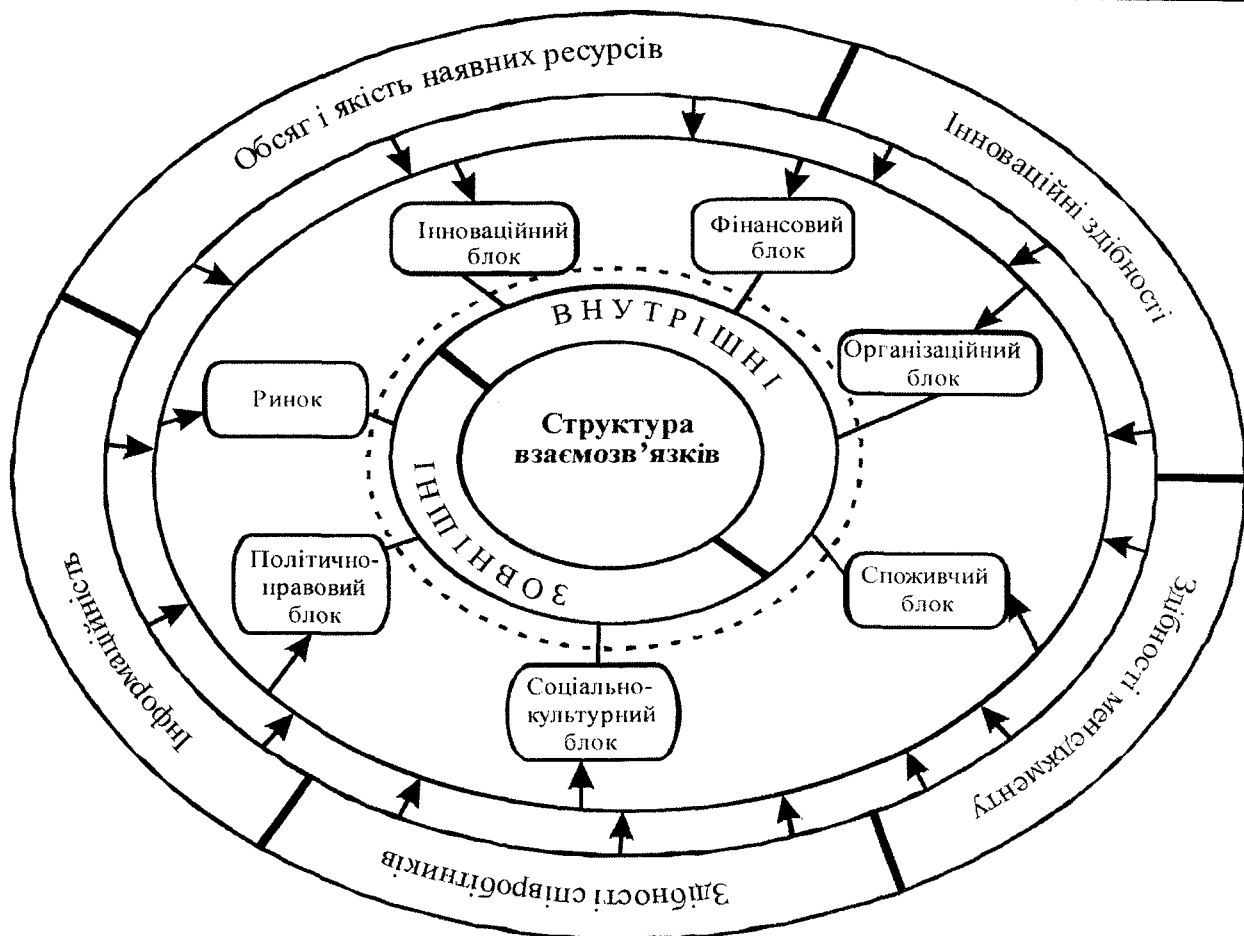 Обсяг і якість наявних ресурсів
Інноваційні здібності
Інноваційний
блок
Фінансовий
блок
ВНУТРІШНІ
Організаційний
блок
Ринок
Структура
взаємозв’язків
ЗОВНІШНІ
Політично-
правовий
блок
Споживчий
блок
Соціально-
культурний
блок
Інформаційність
Здібності менеджменту
Здібності співробітників